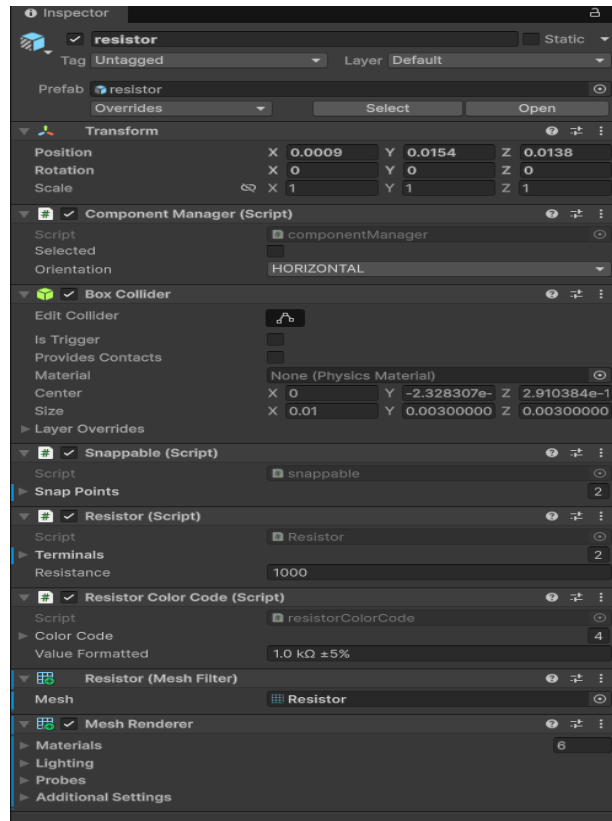 Inspector
resistor Static
Tag Untagged Layer Default
Prefab resistor
Overrides Select Open
Transform
Position X 0.0009 Y 0.0154 Z 0.0138
Rotation X 0 Y 0 Z 0
Scale X 1 Y 1 Z 1
# Component Manager (Script)
Script # componentManager
Selected
Orientation HORIZONTAL
Box Collider
Edit Collider
Is Trigger
Provides Contacts
Material None (Physics Material)
Center X 0 Y -2.328307e- Z 2.910384e-1
Size X 0.01 Y 0.00300000 Z 0.00300000
Layer Overrides
# Snappable (Script)
Script # snappable
Snap Points 2
# Resistor (Script)
Script # Resistor
Terminals 2
Resistance 1000
# Resistor Color Code (Script)
Script # resistorColorCode
Color Code 4
Value Formatted 1.0 kΩ ±5%
Resistor (Mesh Filter)
Mesh Resistor
Mesh Renderer
Materials 6
Lighting
Probes
Additional Settings